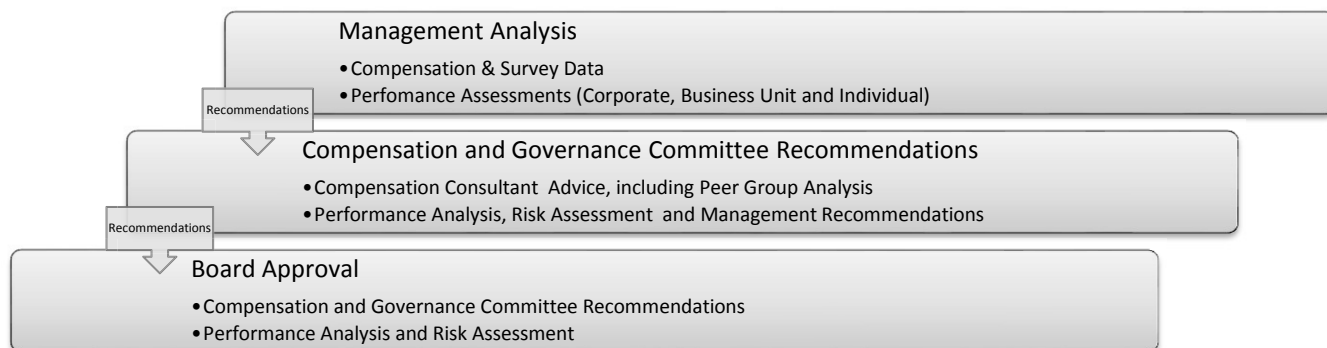 Management Analysis
•Compensation & Survey Data
•Perfomance Assessments (Corporate, Business Unit and Individual)
Recommendations
Compensation and Governance Committee Recommendations
•Compensation Consultant Advice, including Peer Group Analysis
•Performance Analysis, Risk Assessment and Management Recommendations
Recommendations
Board Approval
•Compensation and Governance Committee Recommendations
•Performance Analysis and Risk Assessment